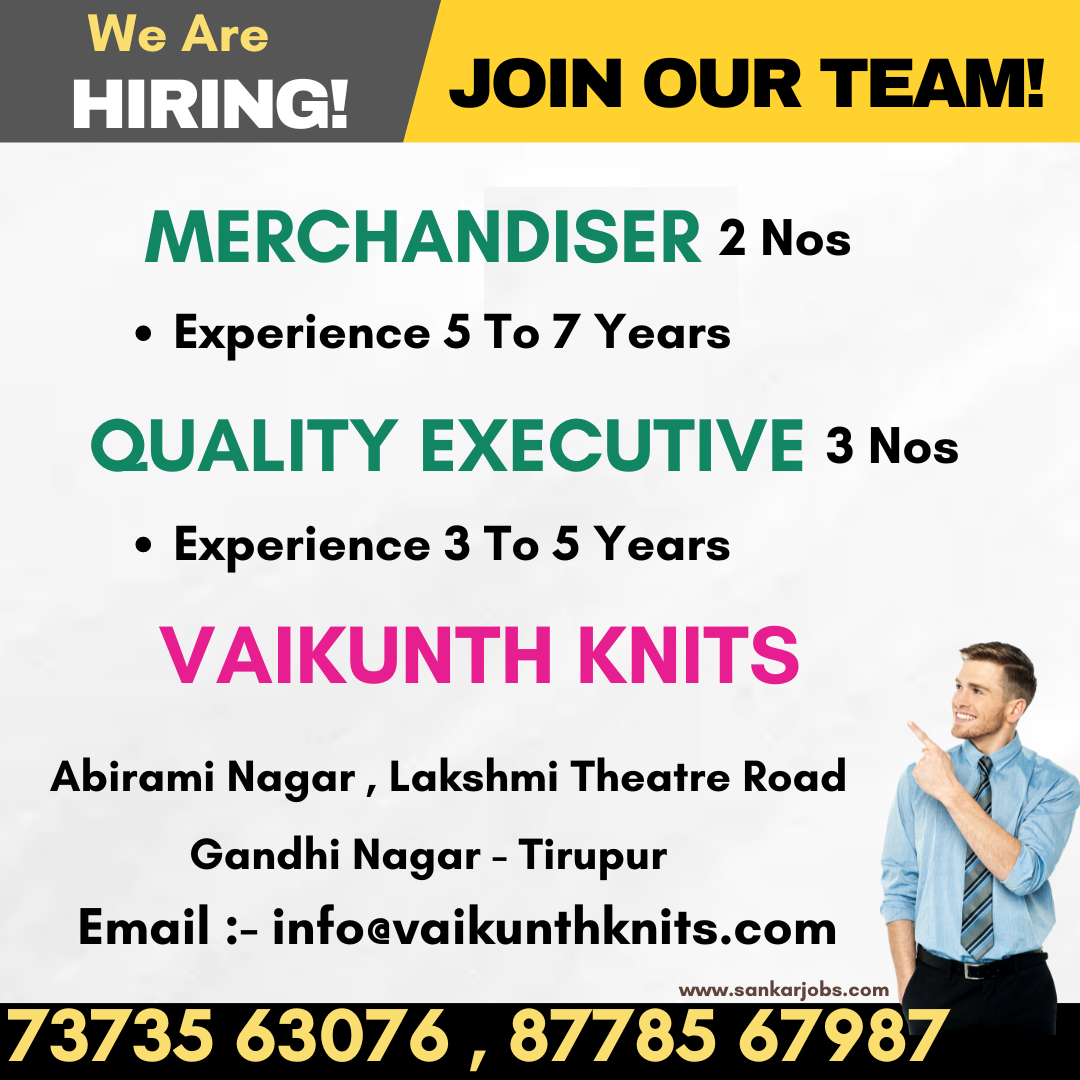 We Are
HIRING!
JOIN OUR TEAM!
MERCHANDISER 2 Nos
• Experience 5 To 7 Years
QUALITY EXECUTIVE 3 Nos
• Experience 3 To 5 Years
VAIKUNTH KNITS
Abirami Nagar , Lakshmi Theatre Road
Gandhi Nagar - Tirupur
Email :- info@vaikunthknits.com
www.sankarjobs.com
73735 63076 , 87785 67987